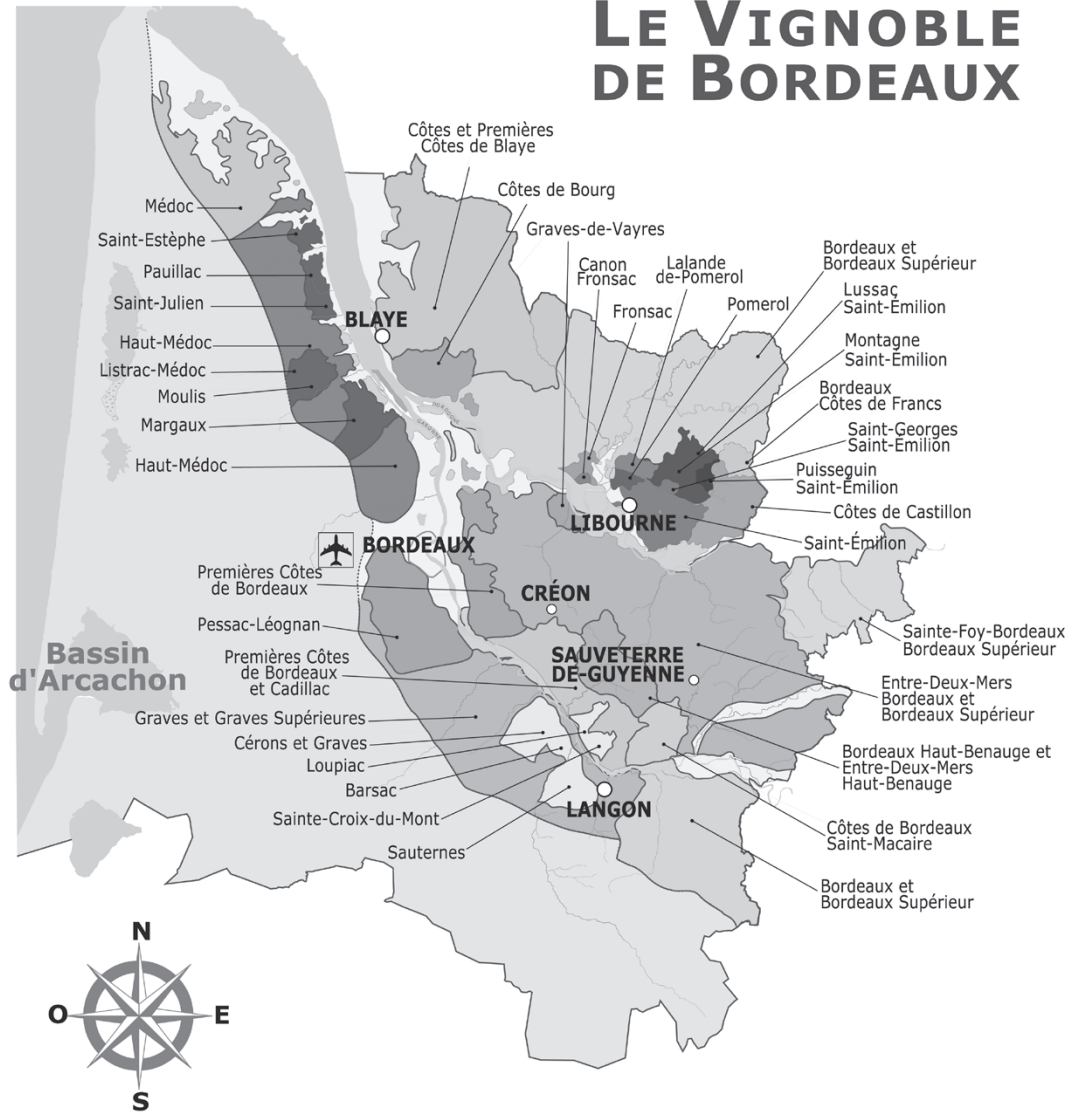 LE VIGNOBLE
DE BORDEAUX
Côtes et Premières
Côtes de Blaye
Côtes de Bourg
Graves-de-Vayres
Canon
Fronsac
Lalande
de-Pomerol
Fronsac
Pomerol
Bordeaux et
Bordeaux Supérieur
Lussaç
Saint-Émilion
Montagne
Saint-Émilion
Bordeaux
Côtes de Francs
Saint-Georges
Saint-Émilion
Puisseguin
Saint-Émilion
Côtes de Castillon
Saint-Émilion
Médoc
Saint-Estèphe
Pauillac
Saint-Julien
Haut-Médoc
Listrac-Médoc
Moulis
Margaux
Haut-Médoc
BLAYE
DORDOGNE
GARONNE
LIBOURNE
BORDEAUX
CRÉON
SAUVETERRE
DE-GUYENNE
LANGON
Premières Côtes
de Bordeaux
Pessac-Léognan
Premières Côtes
de Bordeaux
et Cadillac
Graves et Graves Supérieures
Cérons et Graves
Loupiac
Barsac
Sainte-Croix-du-Mont
Sauternes
Bassin
d'Arcachon
Sainte-Foy-Bordeaux
Bordeaux Supérieur
Entre-Deux-Mers
Bordeaux et
Bordeaux Supérieur
Bordeaux Haut-Benauge et
Entre-Deux-Mers
Haut-Benauge
Côtes de Bordeaux
Saint-Macaire
Bordeaux et
Bordeaux Supérieur
N
O
E
S